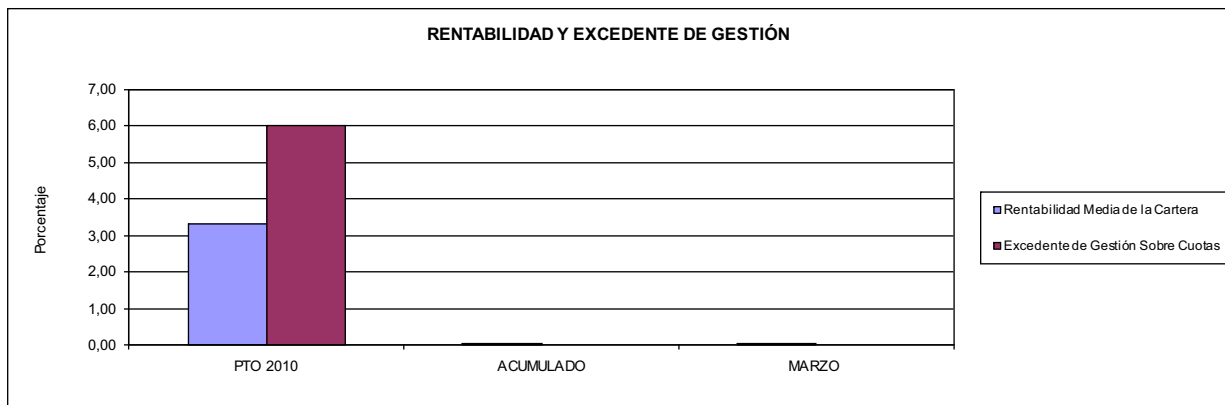 RENTABILIDAD Y EXCEDENTE DE GESTIÓN
7,00
6,00
5,00
4,00
3,00
2,00
1,00
0,00
Porcentaje
PTO 2010
ACUMULADO
MARZO
Rentabilidad Media de la Cartera
Excedente de Gestión Sobre Cuotas